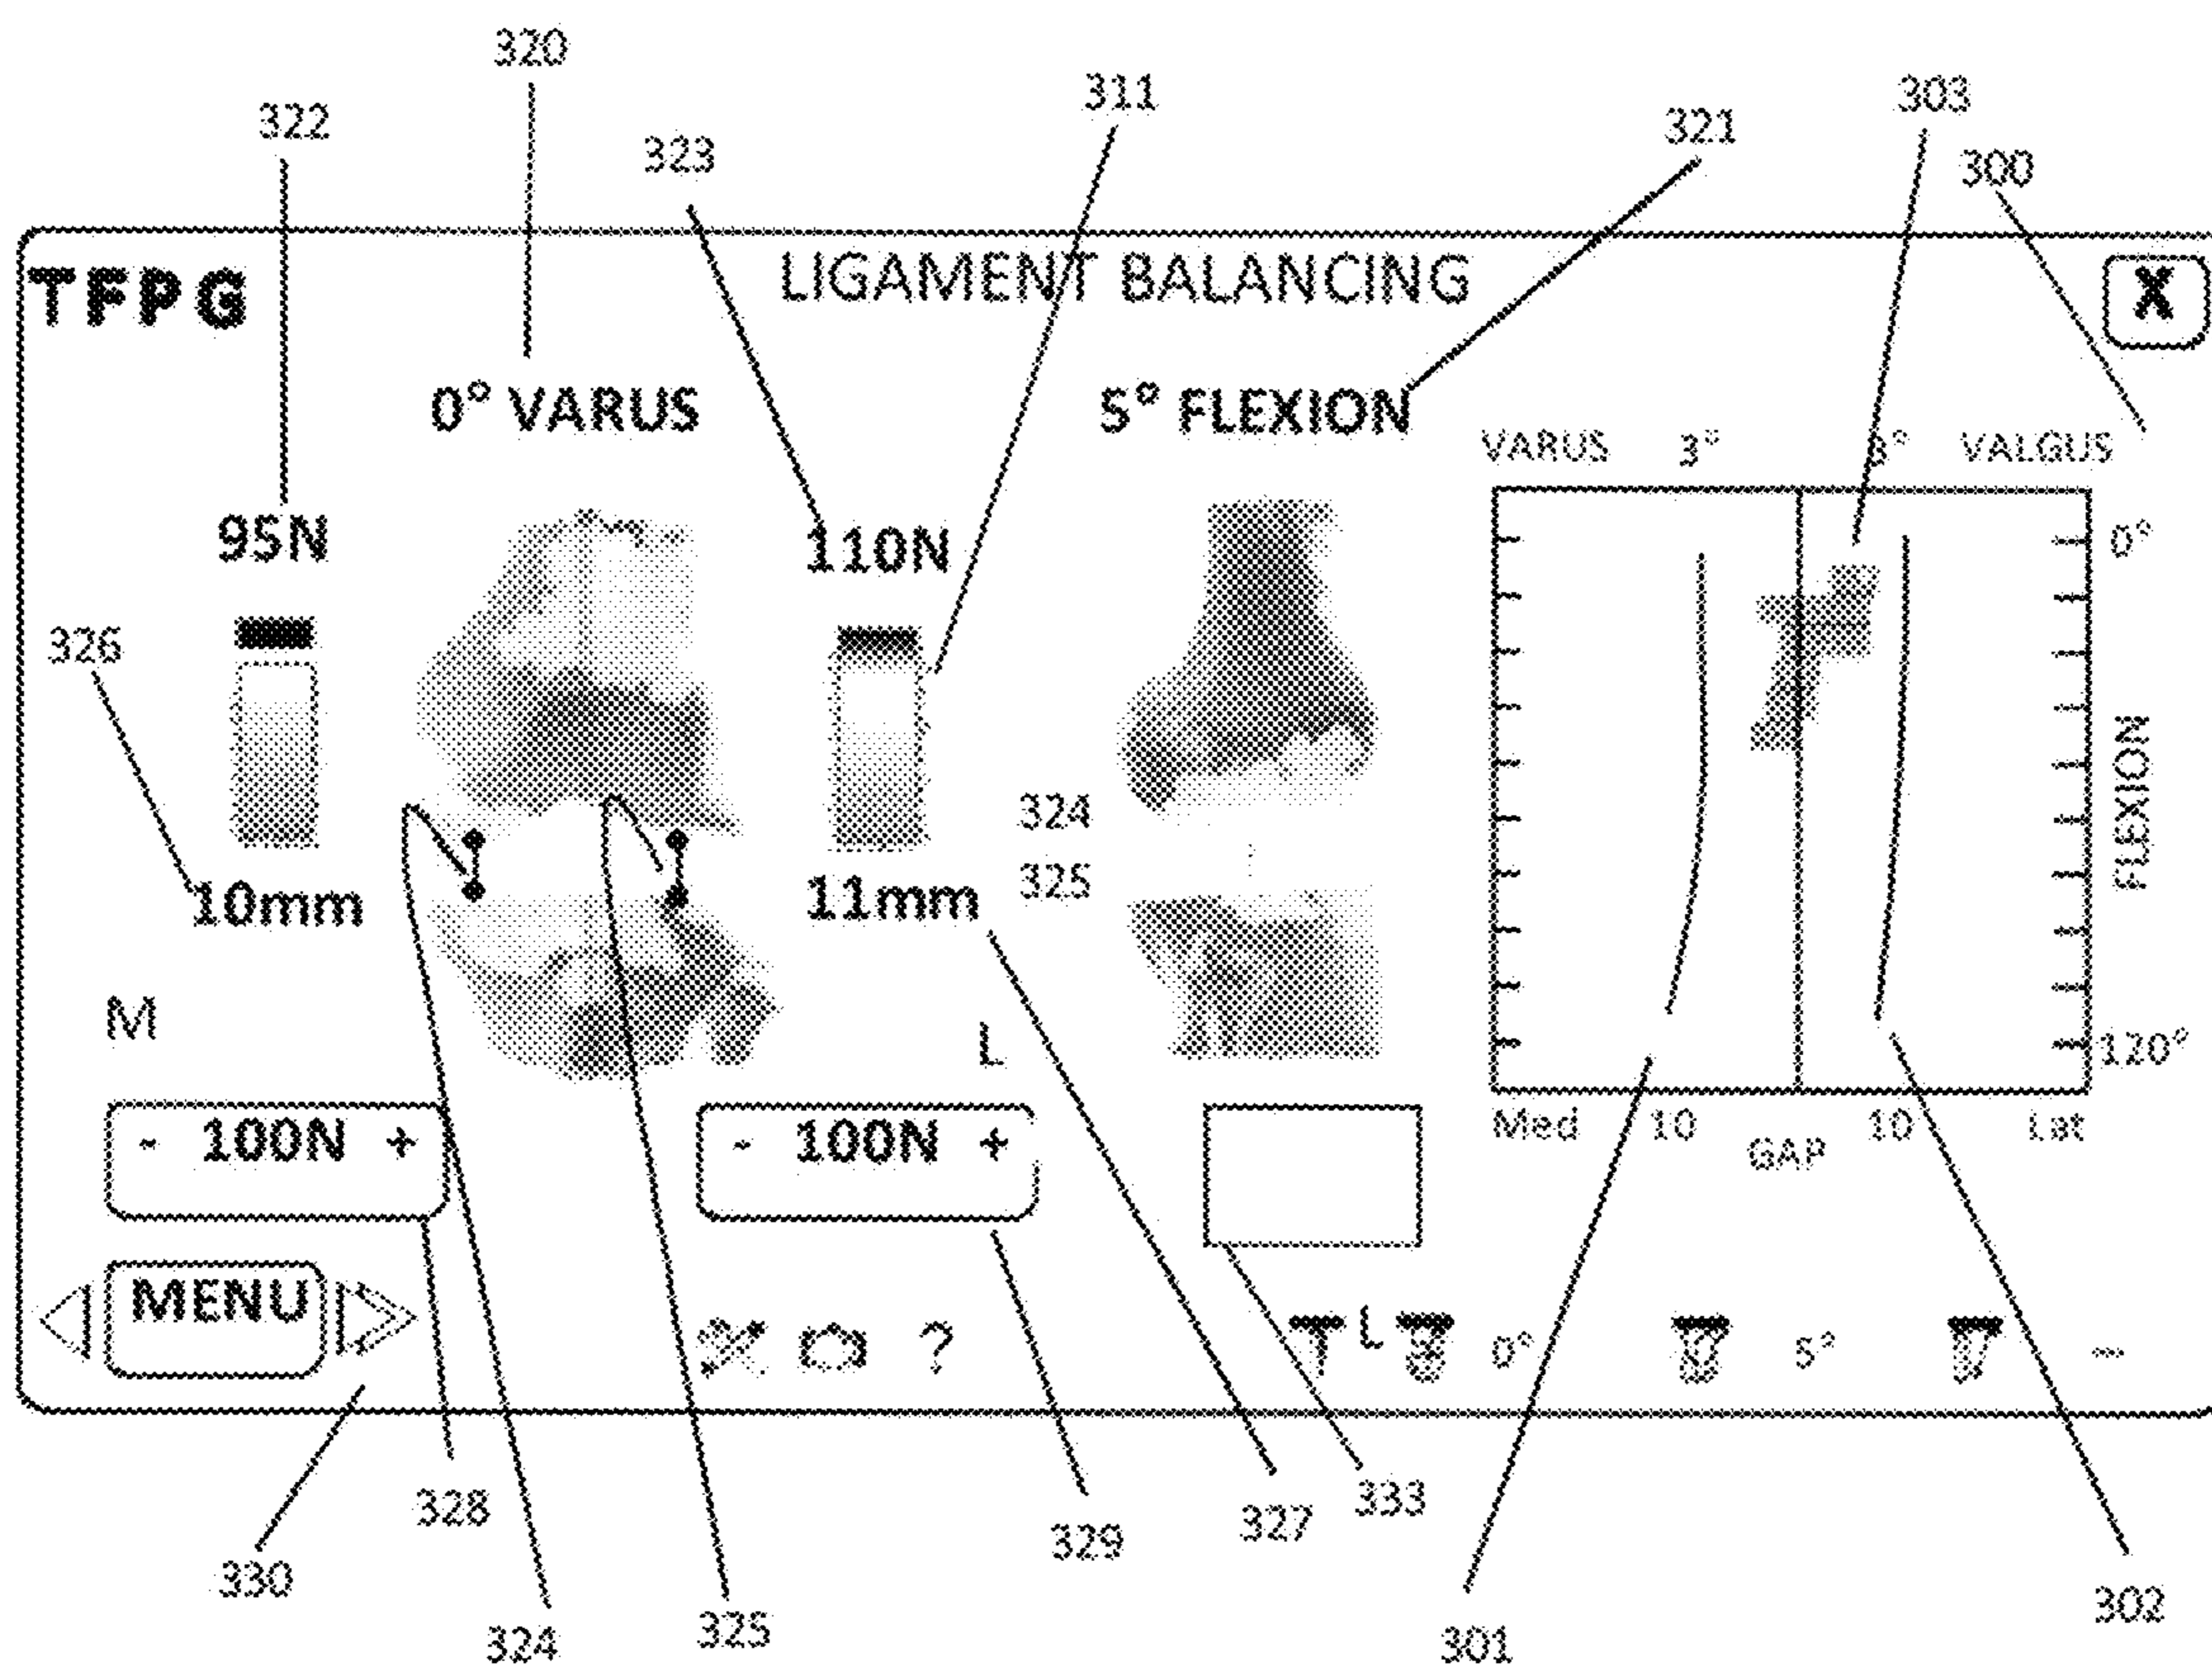 320
311
303
322
321
323
300
LIGAMENT BALANCING
TFPG
X
0° VARUS
5° FLEXION
VARUS 3° 3° VALGUS
95N
110N
0°
326
324
FLEXION
325
10mm
11mm
M
L
120°
- 100N +
- 100N +
Med 10 GAP 10 Lat
MENU
?
L
0°
5°
--
328
333
327
329
330
302
324
325
301